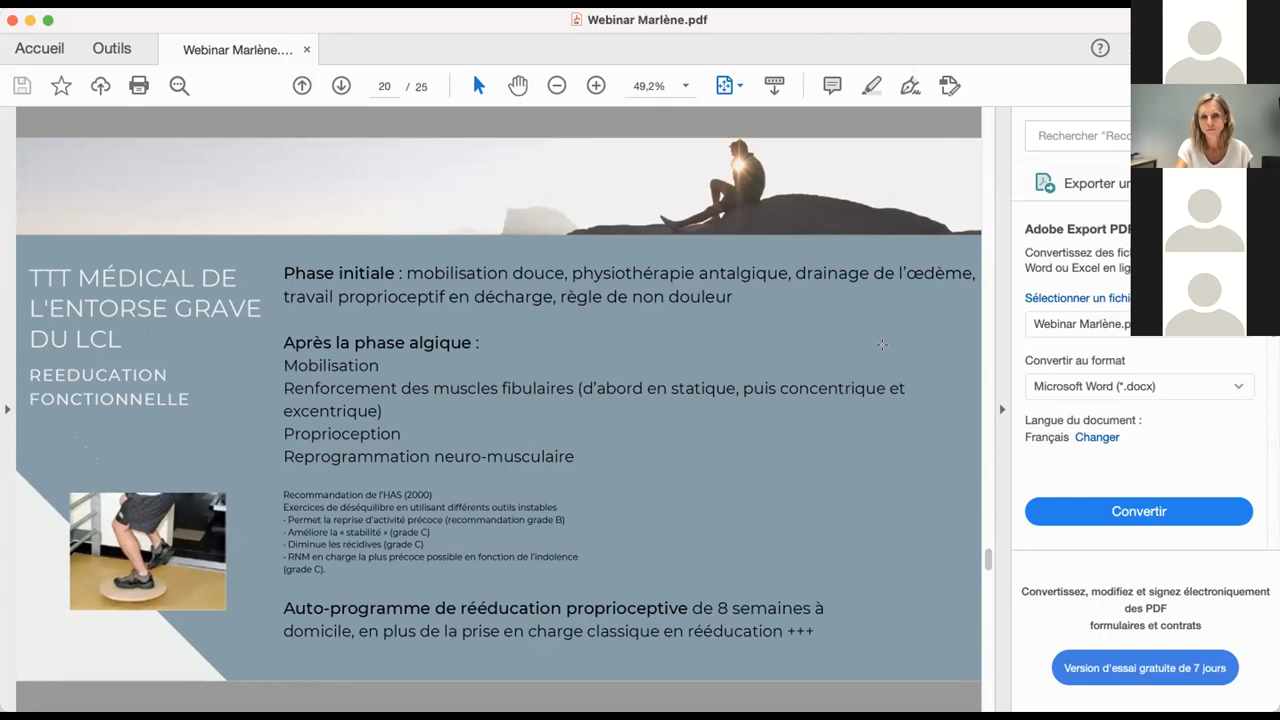 Webinar Marlène.pdf
Accueil
Outils
Webinar Marlène....
20 / 25
49,2%
Rechercher "Reco
Exporter un
Adobe Export PDF
Convertissez des fic
Word ou Excel en lig
Sélectionner un fichi
Webinar Marlène.p
Convertir au format
Microsoft Word (*.docx)
Langue du document :
Français Changer
Convertir
Convertissez, modifiez et signez électroniquement
des PDF
formulaires et contrats
Version d'essai gratuite de 7 jours
TTT MÉDICAL DE
L'ENTORSE GRAVE
DU LCL
REEDUCATION
FONCTIONNELLE
Phase initiale : mobilisation douce, physiothérapie antalgique, drainage de l'œdème,
travail proprioceptif en décharge, règle de non douleur
Après la phase algique :
Mobilisation
Renforcement des muscles fibulaires (d'abord en statique, puis concentrique et
excentrique)
Proprioception
Reprogrammation neuro-musculaire
Recommandation de l'HAS (2000)
Exercices de déséquilibre en utilisant différents outils instables
- Permet la reprise d'activité précoce (recommandation grade B)
- Améliore la « stabilité » (grade C)
- Diminue les récidives (grade C)
- RNM en charge la plus précoce possible en fonction de l'indolence
(grade C).
Auto-programme de rééducation proprioceptive de 8 semaines à
domicile, en plus de la prise en charge classique en rééducation +++